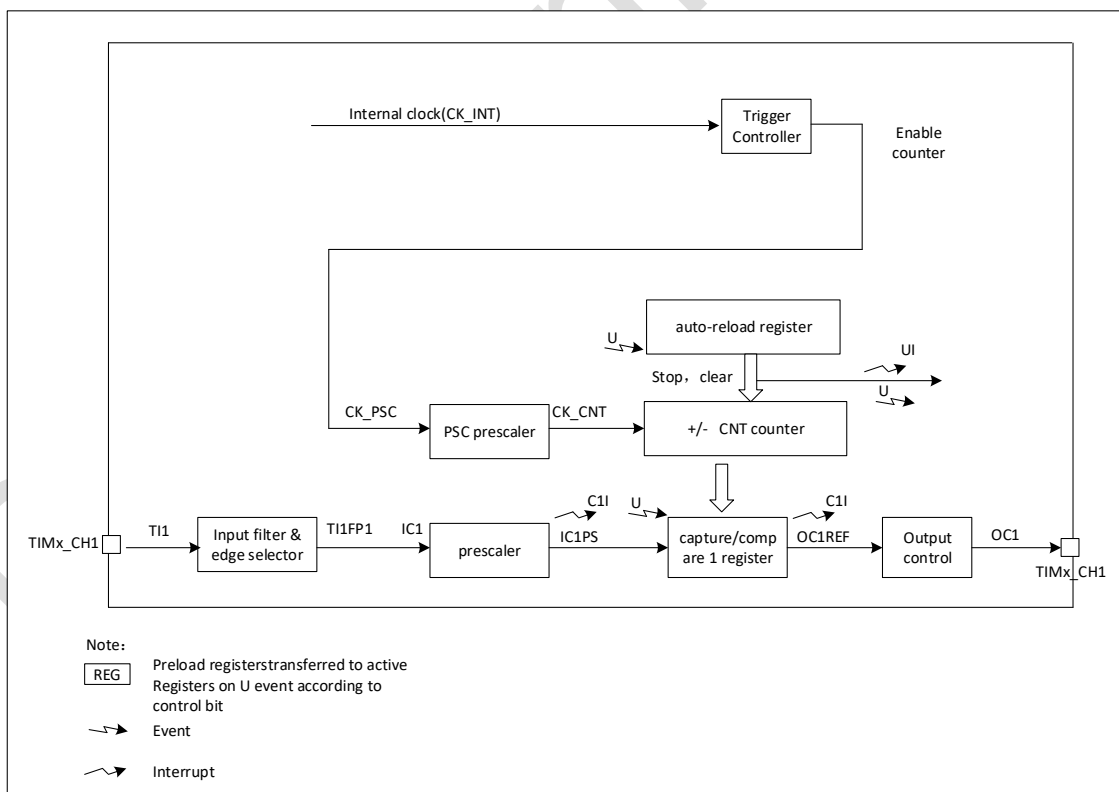 Internal clock(CK_INT)
Trigger
Controller
Enable
counter
auto-reload register
U
UI
Stop，clear
U
CK_PSC
CK_CNT
PSC prescaler
+/- CNT counter
C1I
U
C1I
TIMx_CH1
TI1
Input filter &
edge selector
TI1FP1
IC1
prescaler
IC1PS
capture/comp
are 1 register
OC1REF
Output
control
OC1
TIMx_CH1
Note：
REG
Preload registerstransferred to active
Registers on U event according to
control bit
Event
Interrupt